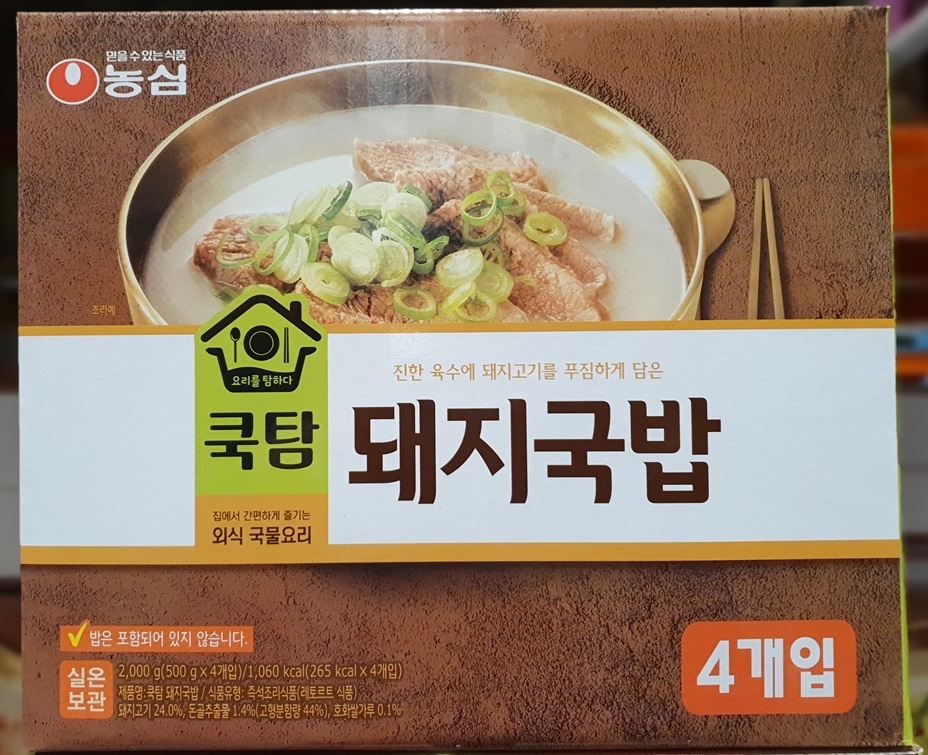 믿을 수 있는 식품
농심
조리예
요리를 탐하다
쿡탐
진한 육수에 돼지고기를 푸짐하게 담은
돼지국밥
집에서 간편하게 즐기는
외식 국물요리
밥은 포함되어 있지 않습니다.
실온
보관
2,000 g(500 g x 4개입)/1,060 kcal(265 kcal x 4개입)
제품명:쿡탐 돼지국밥 / 식품유형: 즉석조리식품(레토르트 식품)
돼지고기 24.0%, 돈골추출물 1.4%(고형분함량 44%), 호화쌀가루 0.1%
4개입